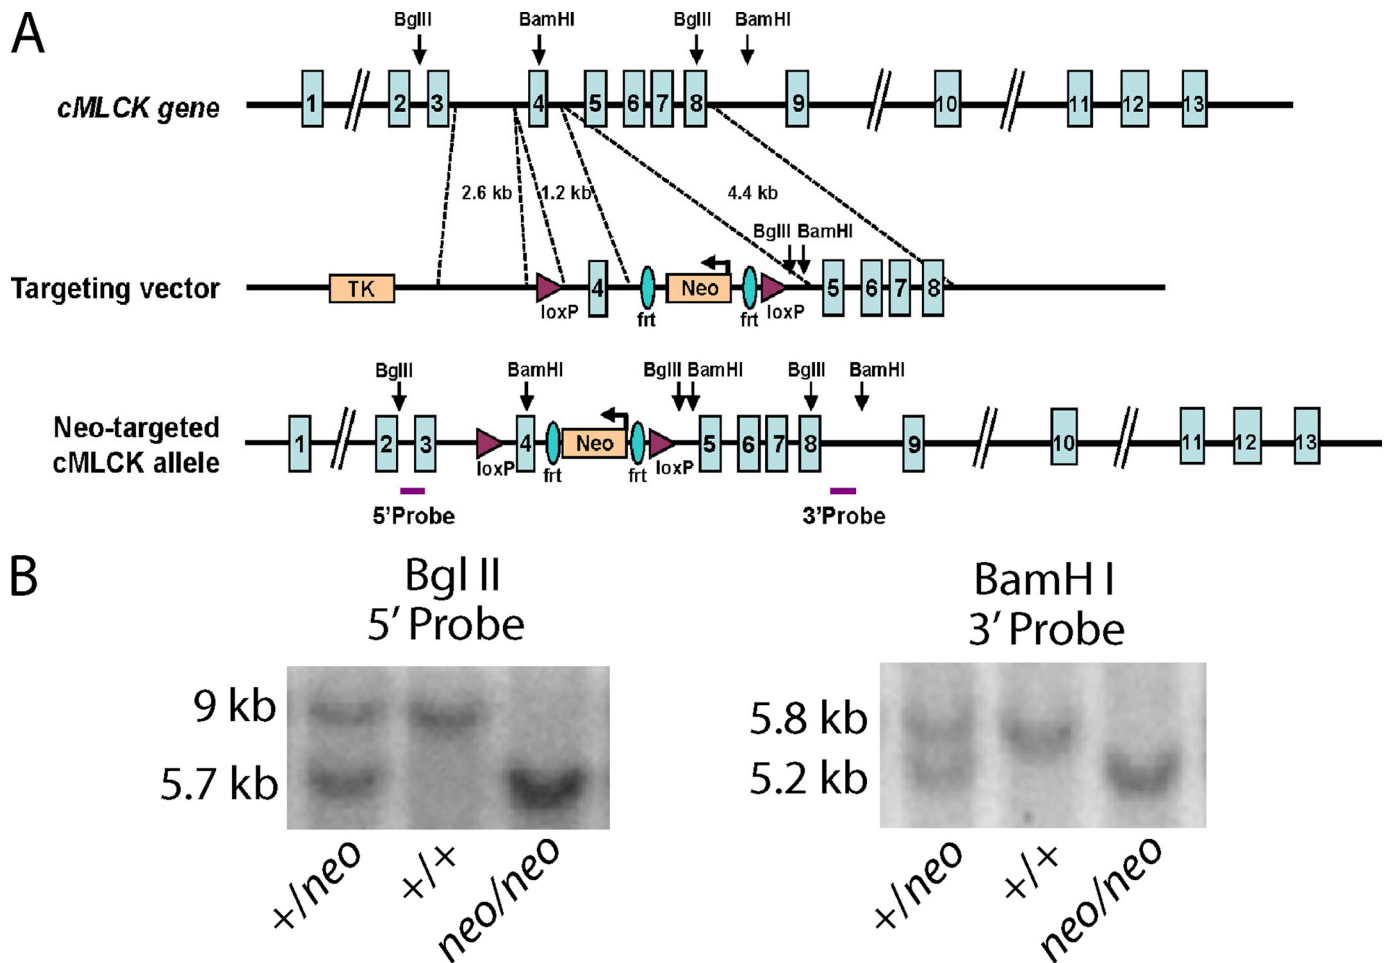 A
BglII BamHI BglII BamHI
cMLCK gene 1 2 3 4 5 6 7 8 9 10 11 12 13
2.6 kb 1.2 kb 4.4 kb
BglII BamHI
Targeting vector TK 4 Neo 5 6 7 8
loxP frt frt loxP
BglII BamHI BglII BamHI BglII BamHI
Neo-targeted
cMLCK allele 1 2 3 4 Neo 5 6 7 8 9 10 11 12 13
loxP frt frt loxP
5'Probe 3'Probe
B
Bgl II
5' Probe
9 kb
5.7 kb
+/neo +/+ neo/neo
BamH I
3' Probe
5.8 kb
5.2 kb
+/neo +/+ neo/neo